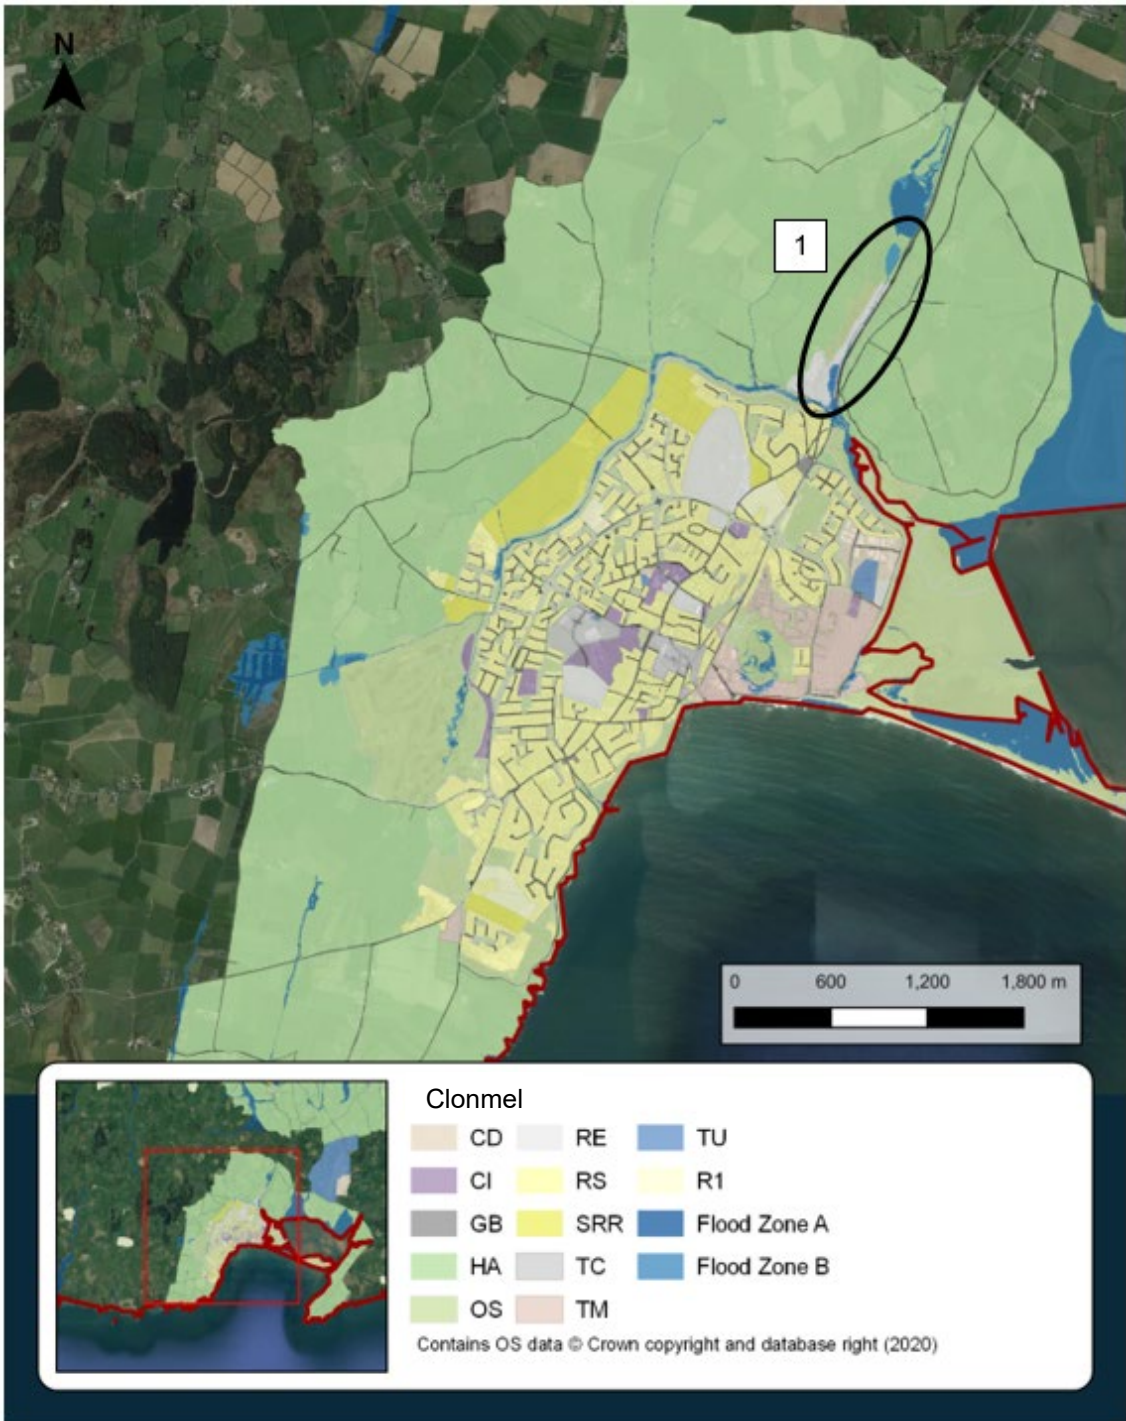 N
1
0 600 1,200 1,800 m
Clonmel
CD RE TU
CI RS R1
GB SRR Flood Zone A
HA TC Flood Zone B
OS TM
Contains OS data © Crown copyright and database right (2020)